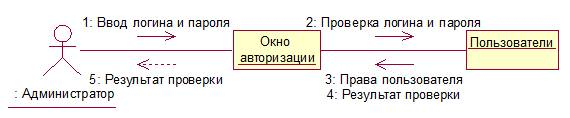 1: Ввод логина и пароля
2: Проверка логина и пароля
Окно
авторизации
Пользователи
5: Результат проверки
3: Права пользователя
4: Результат проверки
: Администратор